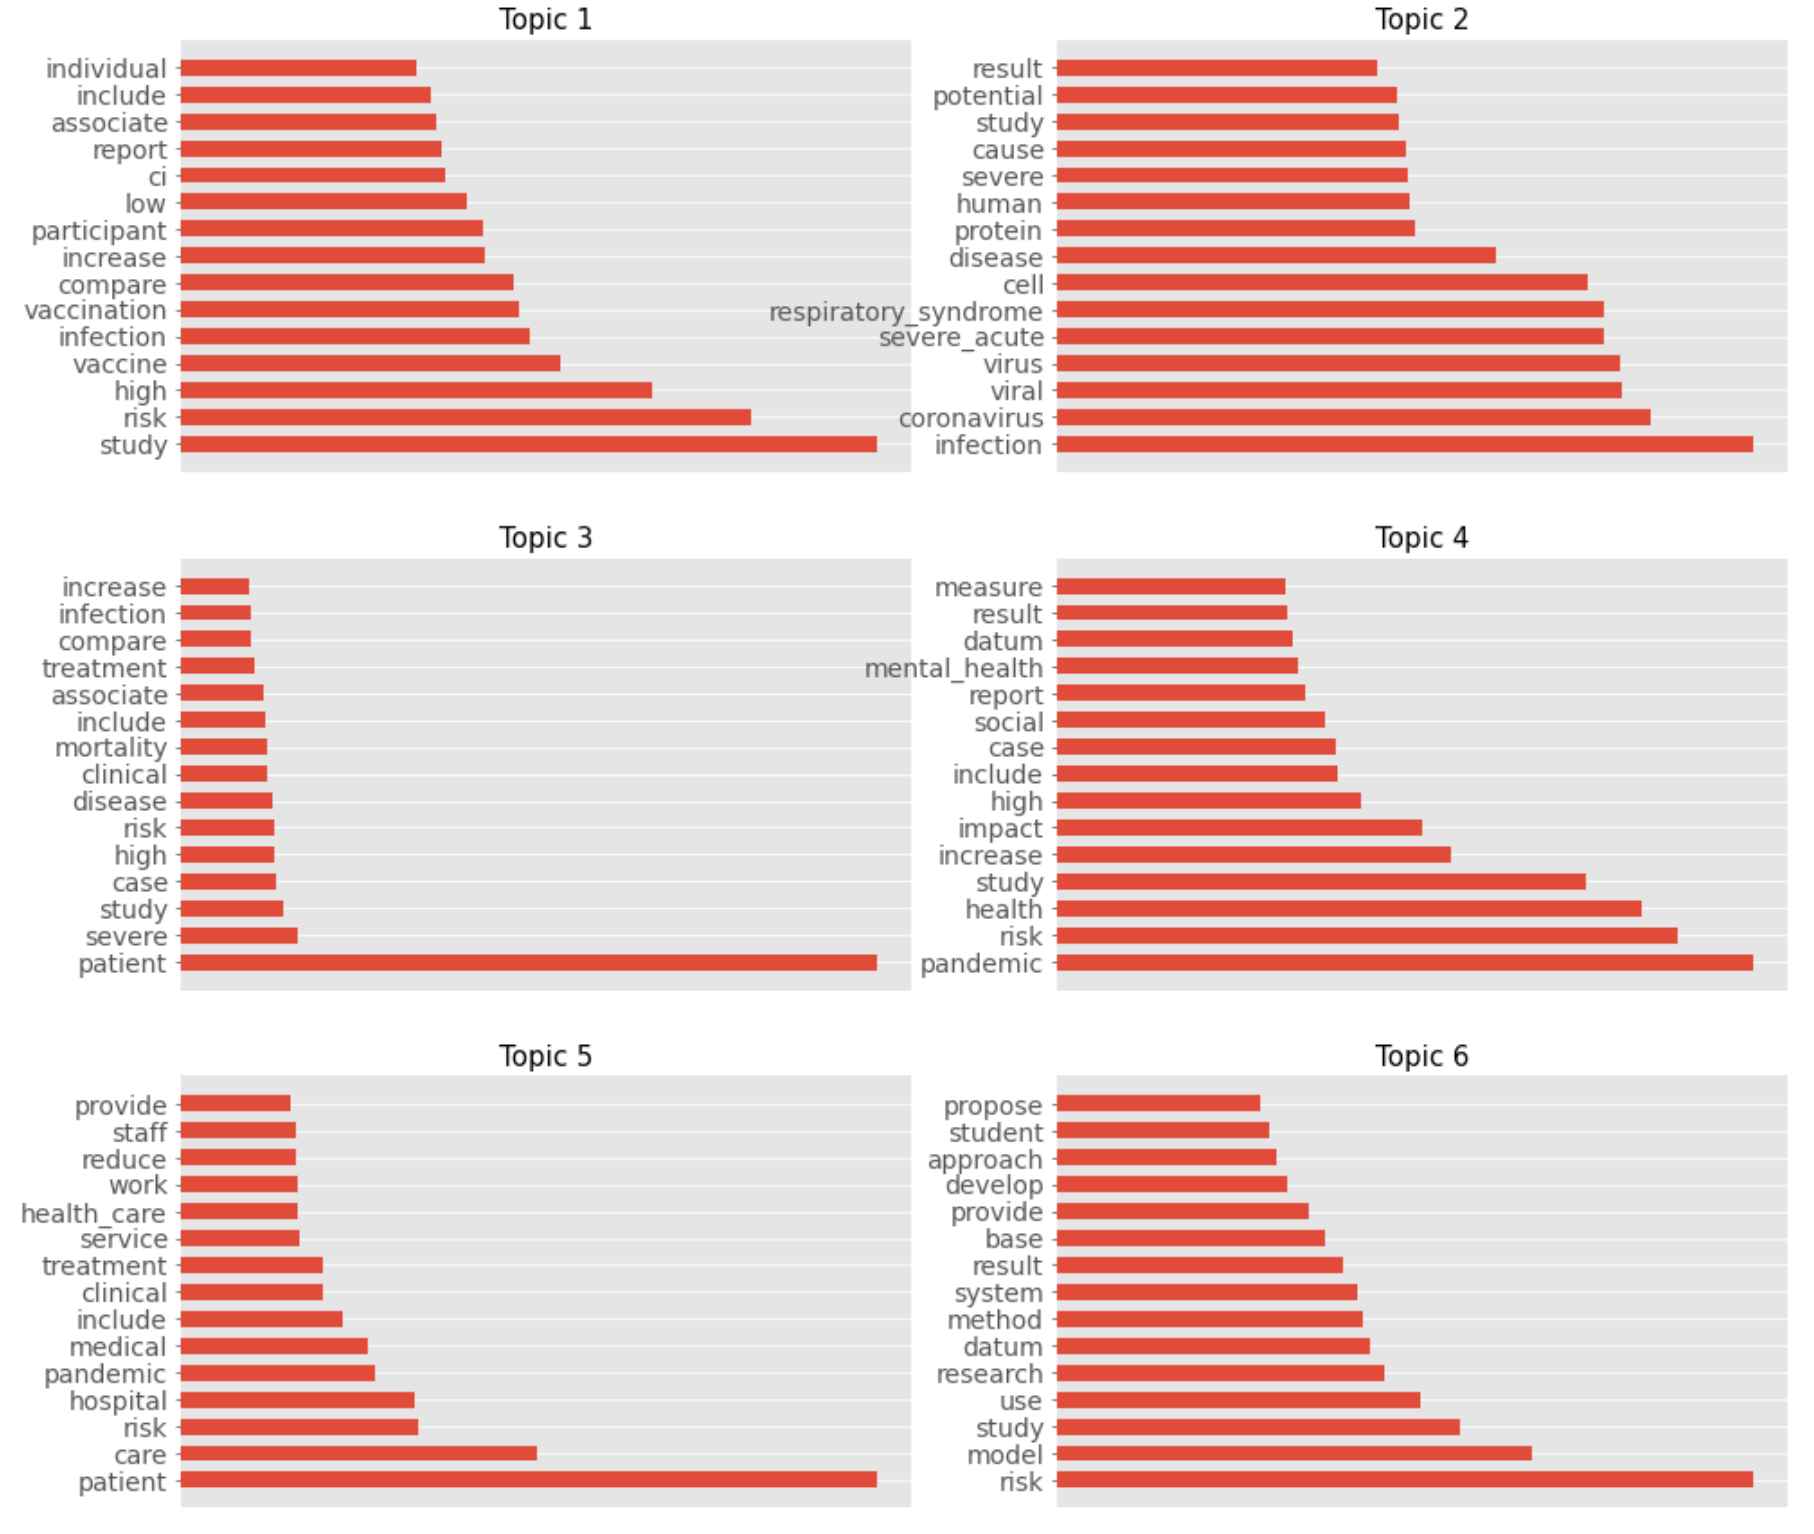 Topic 1
individual
include
associate
report
ci
low
participant
increase
compare
vaccination
infection
vaccine
high
risk
study
Topic 2
result
potential
study
cause
severe
human
protein
disease
cell
respiratory_syndrome
severe_acute
virus
viral
coronavirus
infection
Topic 3
increase
infection
compare
treatment
associate
include
mortality
clinical
disease
risk
high
case
study
severe
patient
Topic 4
measure
result
datum
mental_health
report
social
case
include
high
impact
increase
study
health
risk
pandemic
Topic 5
provide
staff
reduce
work
health_care
service
treatment
clinical
include
medical
pandemic
hospital
risk
care
patient
Topic 6
propose
student
approach
develop
provide
base
result
system
method
datum
research
use
study
model
risk